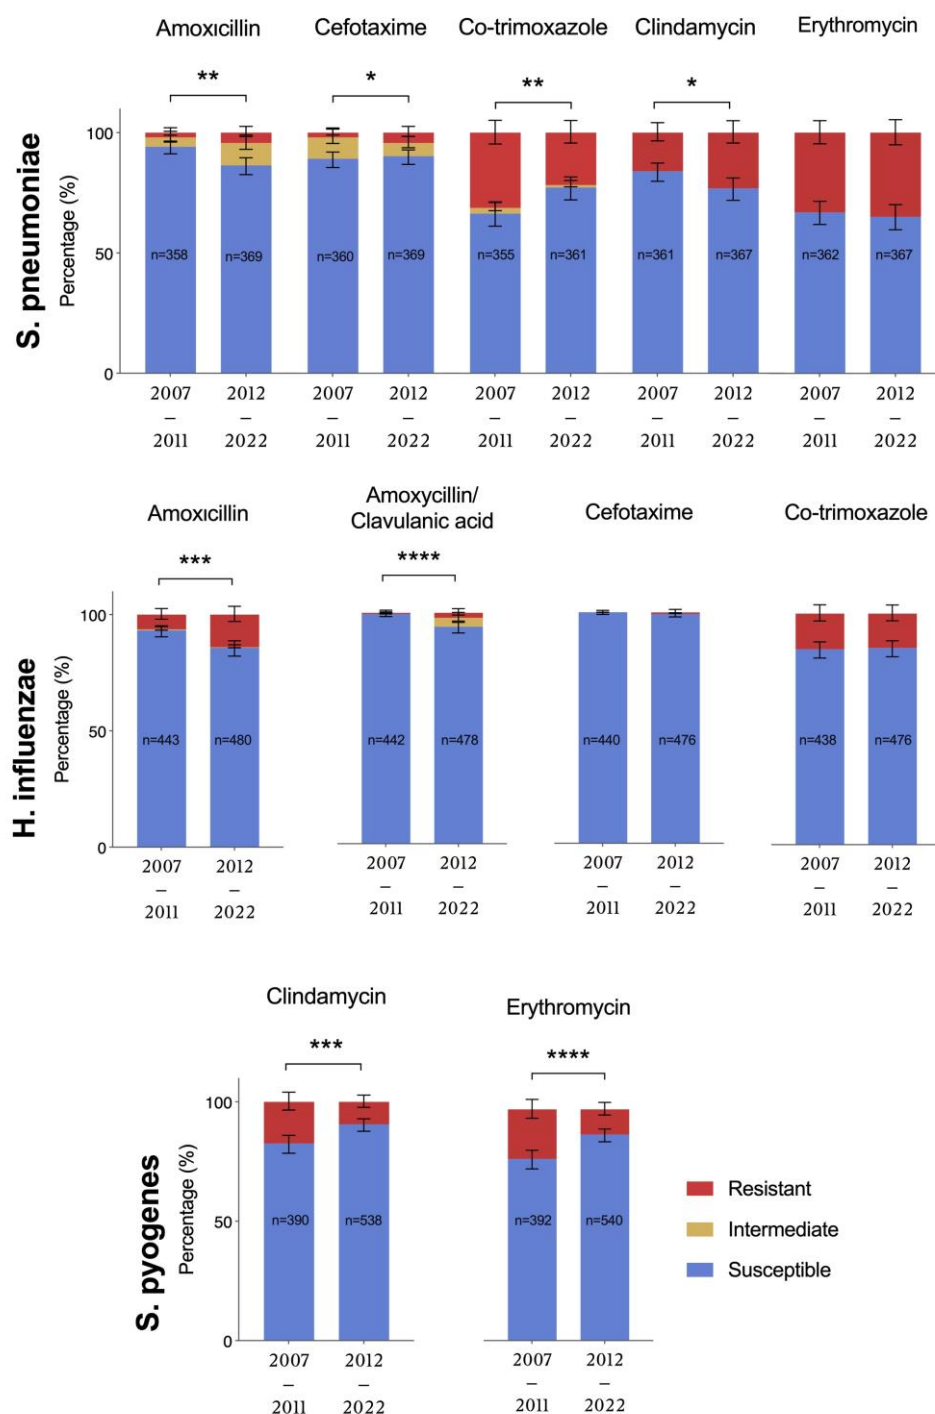 Amoxıcillin Cefotaxime Co-trimoxazole Clindamycin Erythromycin
** * ** *
S. pneumoniae
Percentage (%)
100
50
0
n=358 n=369 n=360 n=369 n=355 n=361 n=361 n=367 n=362 n=367
2007 2012 2007 2012 2007 2012 2007 2012 2007 2012
– – – – – – – – – –
2011 2022 2011 2022 2011 2022 2011 2022 2011 2022
Amoxıcillin Amoxycillin/ Cefotaxime Co-trimoxazole
Clavulanic acid
*** ****
H. influenzae
Percentage (%)
100
50
0
n=443 n=480 n=442 n=478 n=440 n=476 n=438 n=476
2007 2012 2007 2012 2007 2012 2007 2012
– – – – – – – –
2011 2022 2011 2022 2011 2022 2011 2022
Clindamycin Erythromycin
*** ****
S. pyogenes
Percentage (%)
100
50
0
n=390 n=538 n=392 n=540
2007 2012 2007 2012
– – – –
2011 2022 2011 2022
Resistant
Intermediate
Susceptible